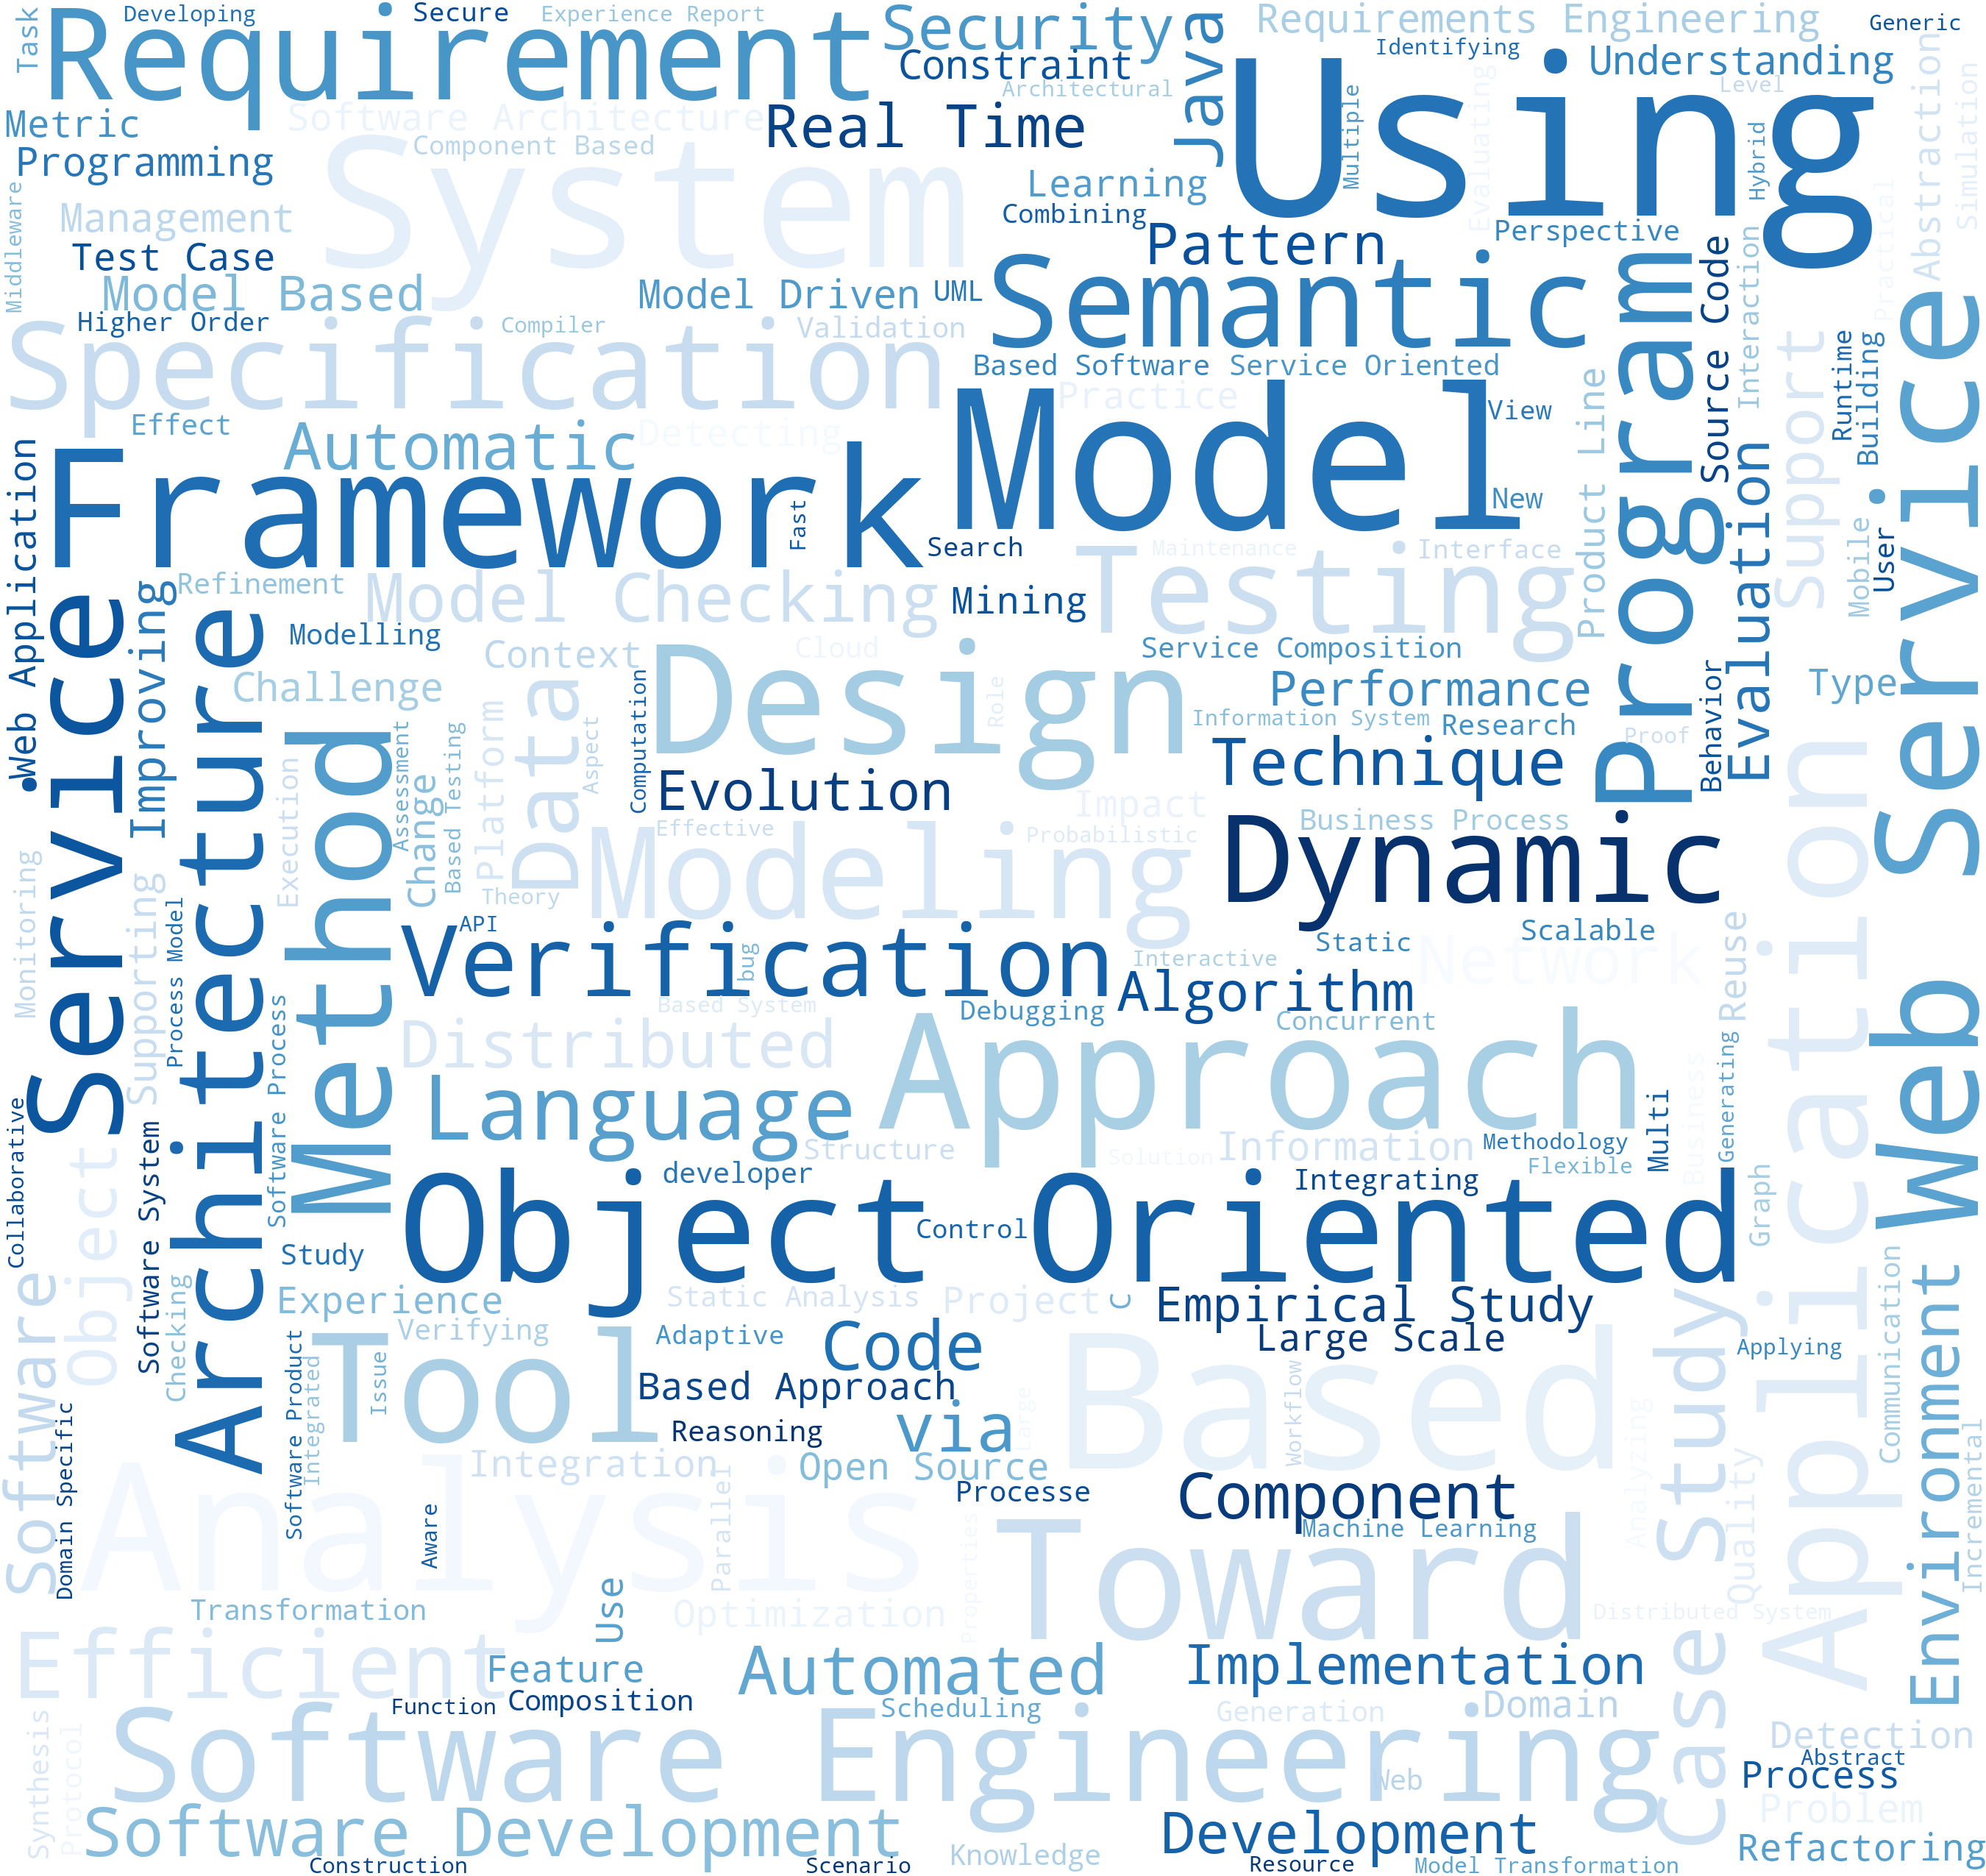 Task
Developing
Secure
Experience Report
Requirement
Security
Constraint
Java
Requirements Engineering
Identifying
Generic
Understanding
Using
Metric
Programming
Software Architecture
Component Based
Real Time
Architectural
Multiple
Evaluating
Level
Hybrid
Abstraction
Simulation
Practical
Middleware
Management
System
Learning
Combining
Pattern
Perspective
Test Case
Model Based
Model Driven
UML
Semantic
Program
Source Code
Interaction
Higher Order
Compiler
Validation
Specification
Based Software
Service Oriented
Support
Runtime
Building
Web Service
Effect
Automatic
Detecting
Practice
Model
View
New
Product Line
Evaluation
Mobile
User
Web Application
Framework
Fast
Search
Maintenance
Interface
Service
Improving
Refinement
Model Checking
Mining
Testing
Architecture
Modelling
Challenge
Context
Cloud
Design
Role
Service Composition
Performance
Behavior
Type
Method
Assessment
Change
Based Testing
Platform
Data
Aspect
Computation
Information System
Research
Proof
Technique
Evolution
Impact
Business Process
Execution
Theory
Effective
Probabilistic
Modeling
Dynamic
Application
Monitoring
Supporting
Process Model
API
Verification
bug
Interactive
Static
Scalable
Network
Reuse
Software Process
Based System
Distributed
Debugging
Algorithm
Concurrent
Approach
Generating
Business
Multi
Collaborative
Object
Software System
Language
Structure
Solution
Information
Methodology
Flexible
developer
Object Oriented
Integrating
Graph
Study
Control
Software
Checking
Experience
Static Analysis
Project
C
Empirical Study
Case Study
Communication
Environment
Software Product
Integrated
Verifying
Issue
Tool
Adaptive
Code
Large Scale
Applying
Based
Based Approach
Domain Specific
Reasoning
via
Large
Workflow
Analyzing
Quality
Incremental
Analysis
Integration
Open Source
Aware
Parallel
Processe
Component
Machine Learning
Properties
Toward
Use
Transformation
Optimization
Distributed System
Efficient
Feature
Automated
Implementation
Function
Composition
Scheduling
Generation
Domain
Synthesis
Protocol
Software Engineering
Detection
Abstract
Web
Process
Problem
Software Development
Development
Refactoring
Construction
Scenario
Knowledge
Resource
Model Transformation